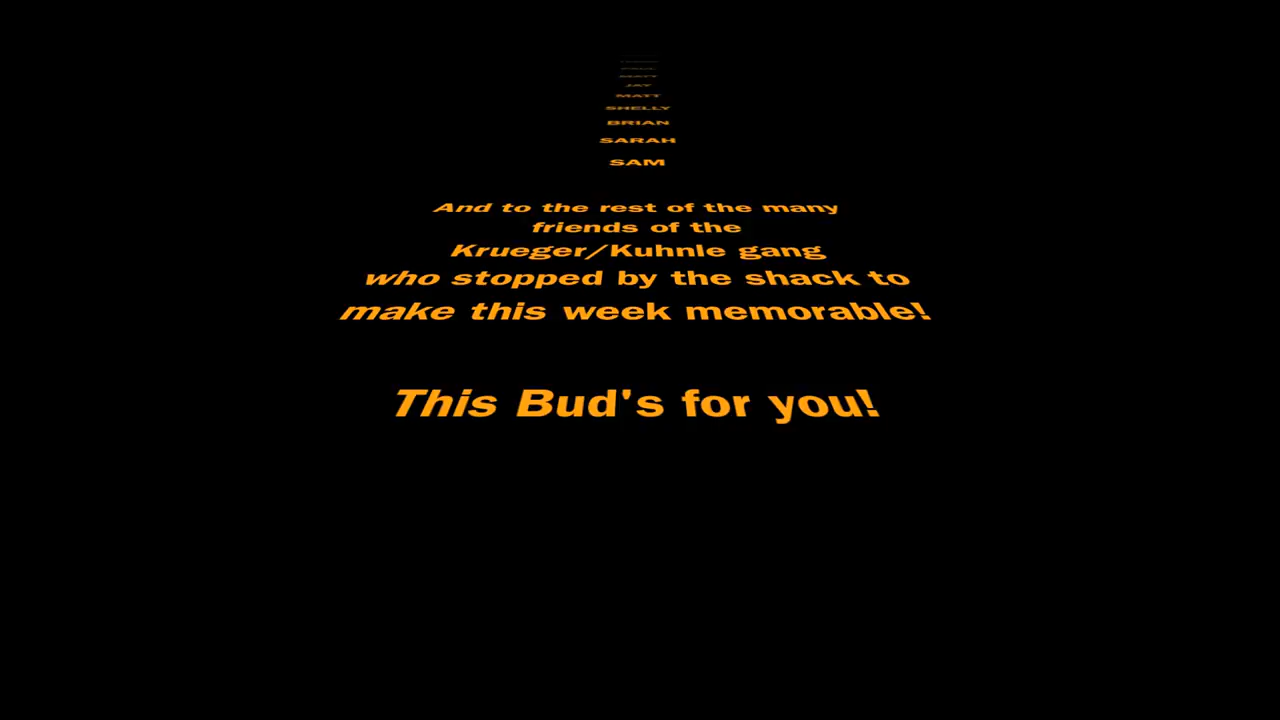 MATT
JAY
MATT
SHELLY
BRIAN
SARAH
SAM
And to the rest of the many
friends of the
Krueger/Kuhnle gang
who stopped by the shack to
make this week memorable!
This Bud's for you!